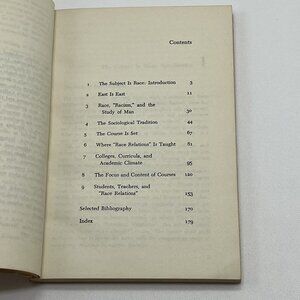 Contents
1 The Subject Is Race: Introduction 3
2 East Is East 11
3 Race, "Racism," and the
Study of Man 30
4 The Sociological Tradition 44
5 The Course Is Set 67
6 Where "Race Relations" Is Taught 81
7 Colleges, Curricula, and
Academic Climate 95
8 The Focus and Content of Courses 120
9 Students, Teachers, and
"Race Relations" 153
Selected Bibliography 170
Index 179